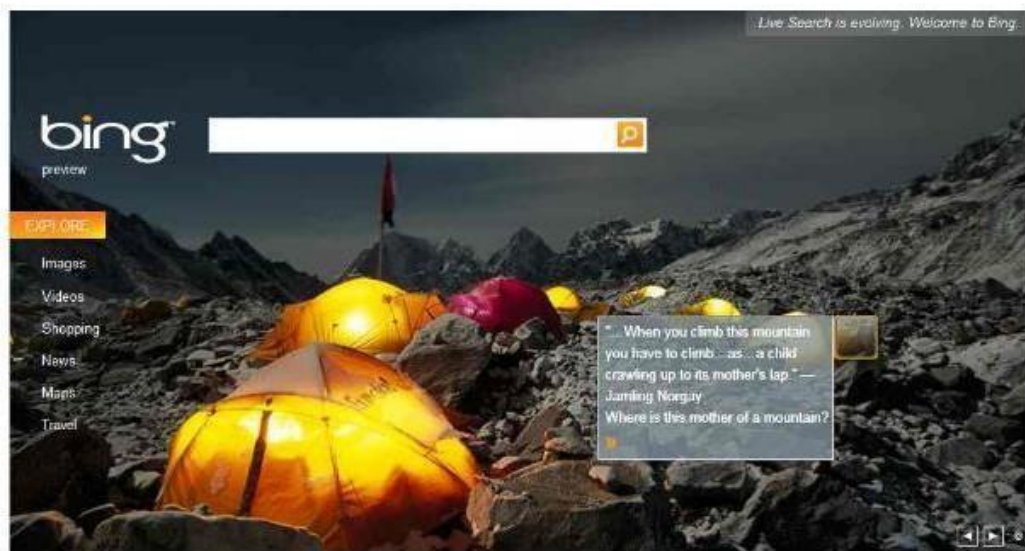 Live Search is evolving. Welcome to Bing.
bing™
preview
EXPLORE
Images
Videos
Shopping
News
Maps
Travel
"... When you climb this mountain
you have to climb... as... a child
crawling up to its mother's lap." —
Jamling Norgay
Where is this mother of a mountain?
»
©